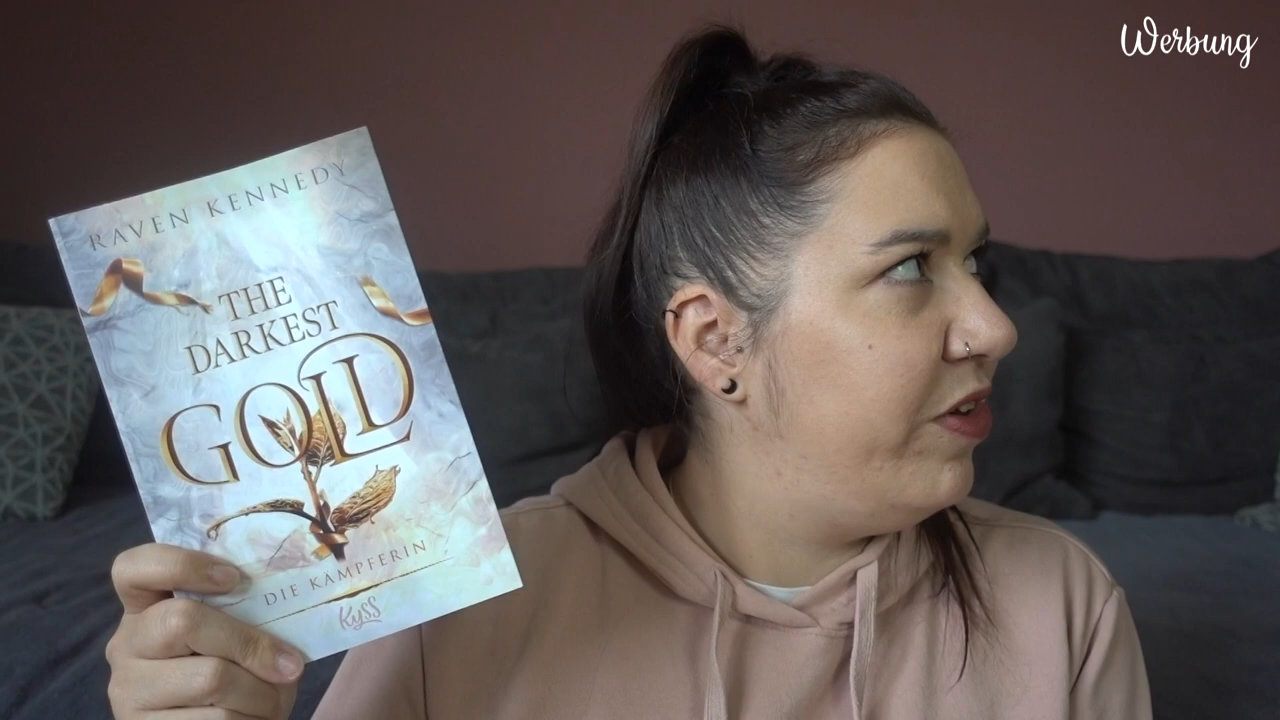 Werbung
RAVEN KENNEDY
THE
DARKEST
GOLD
DIE KÄMPFERIN
KYSS